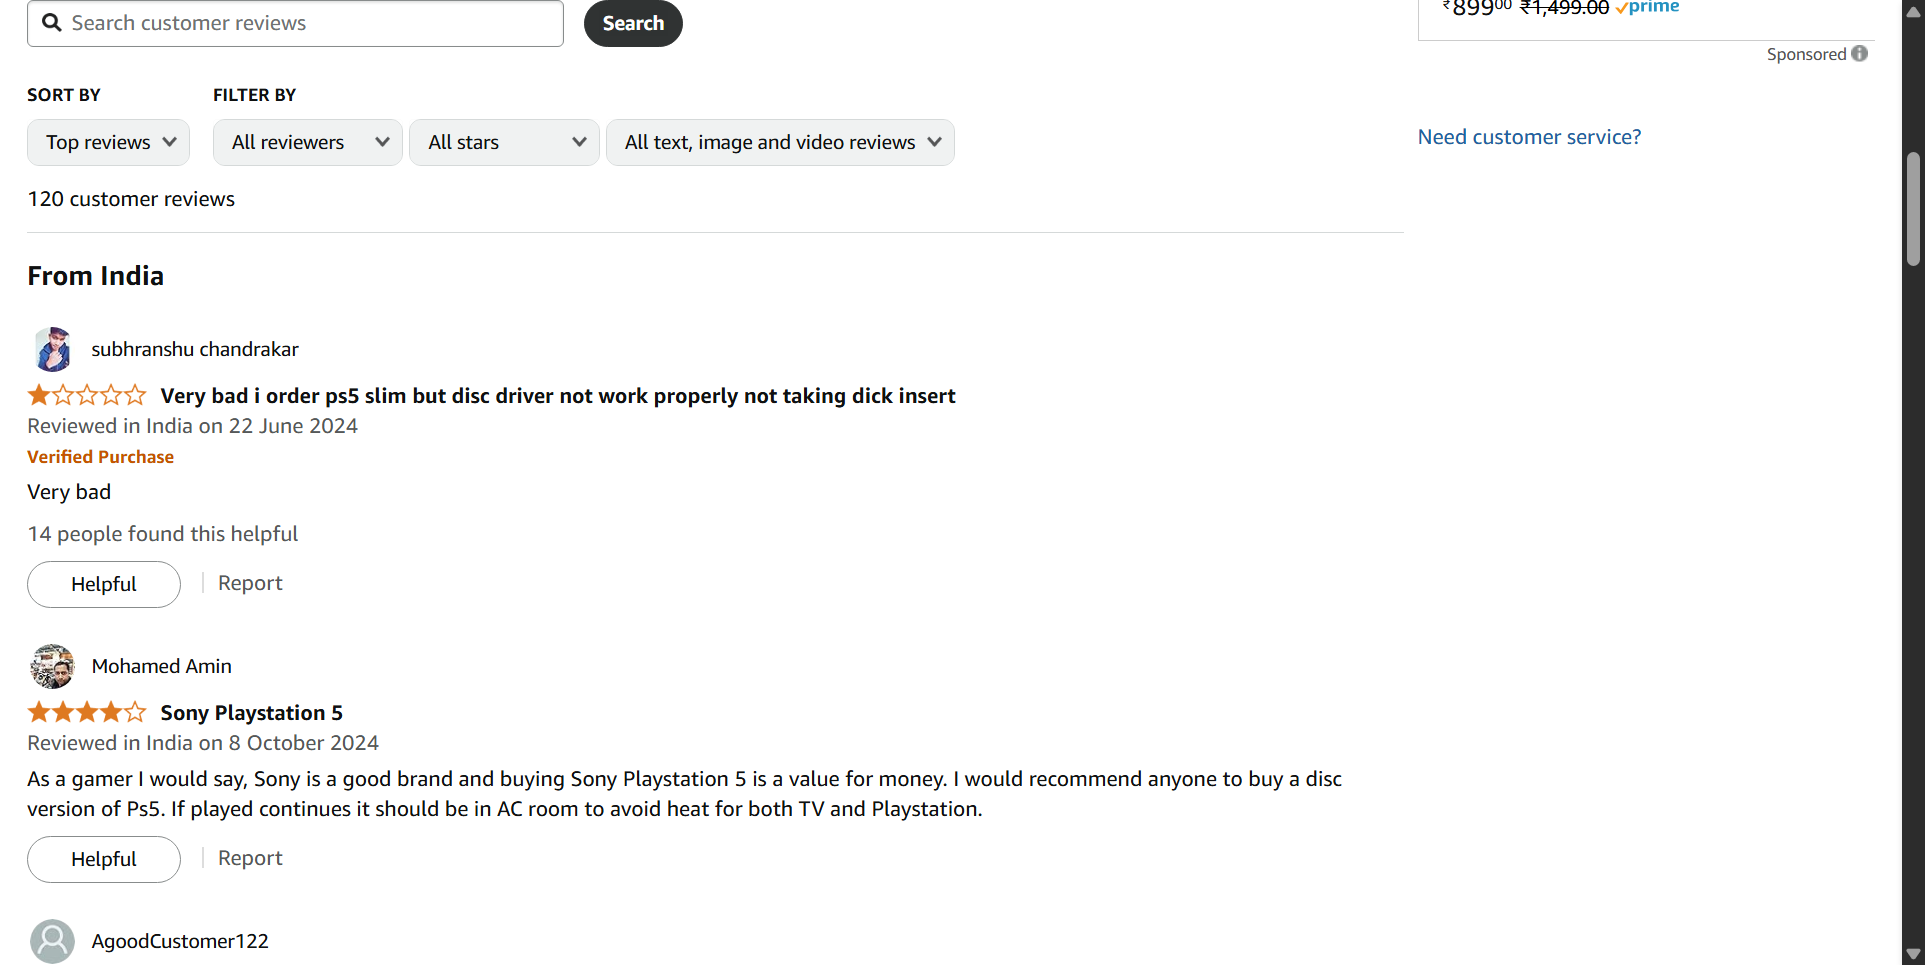 Search customer reviews
Search
₹899⁰⁰ ₹1,499.00 prime
Sponsored
SORT BY
FILTER BY
Top reviews
All reviewers
All stars
All text, image and video reviews
Need customer service?
120 customer reviews
From India
subhranshu chandrakar
Very bad i order ps5 slim but disc driver not work properly not taking dick insert
Reviewed in India on 22 June 2024
Verified Purchase
Very bad
14 people found this helpful
Helpful
Report
Mohamed Amin
Sony Playstation 5
Reviewed in India on 8 October 2024
As a gamer I would say, Sony is a good brand and buying Sony Playstation 5 is a value for money. I would recommend anyone to buy a disc
version of Ps5. If played continues it should be in AC room to avoid heat for both TV and Playstation.
Helpful
Report
AgoodCustomer122